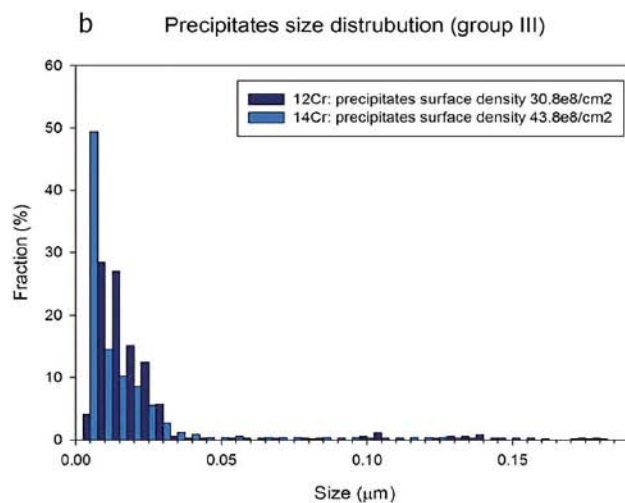 b Precipitates size distrubution (group III)
60
12Cr: precipitates surface density 30.8e8/cm2
14Cr: precipitates surface density 43.8e8/cm2
50
40
30
20
10
0
Fraction (%)
0.00 0.05 0.10 0.15
Size (μm)